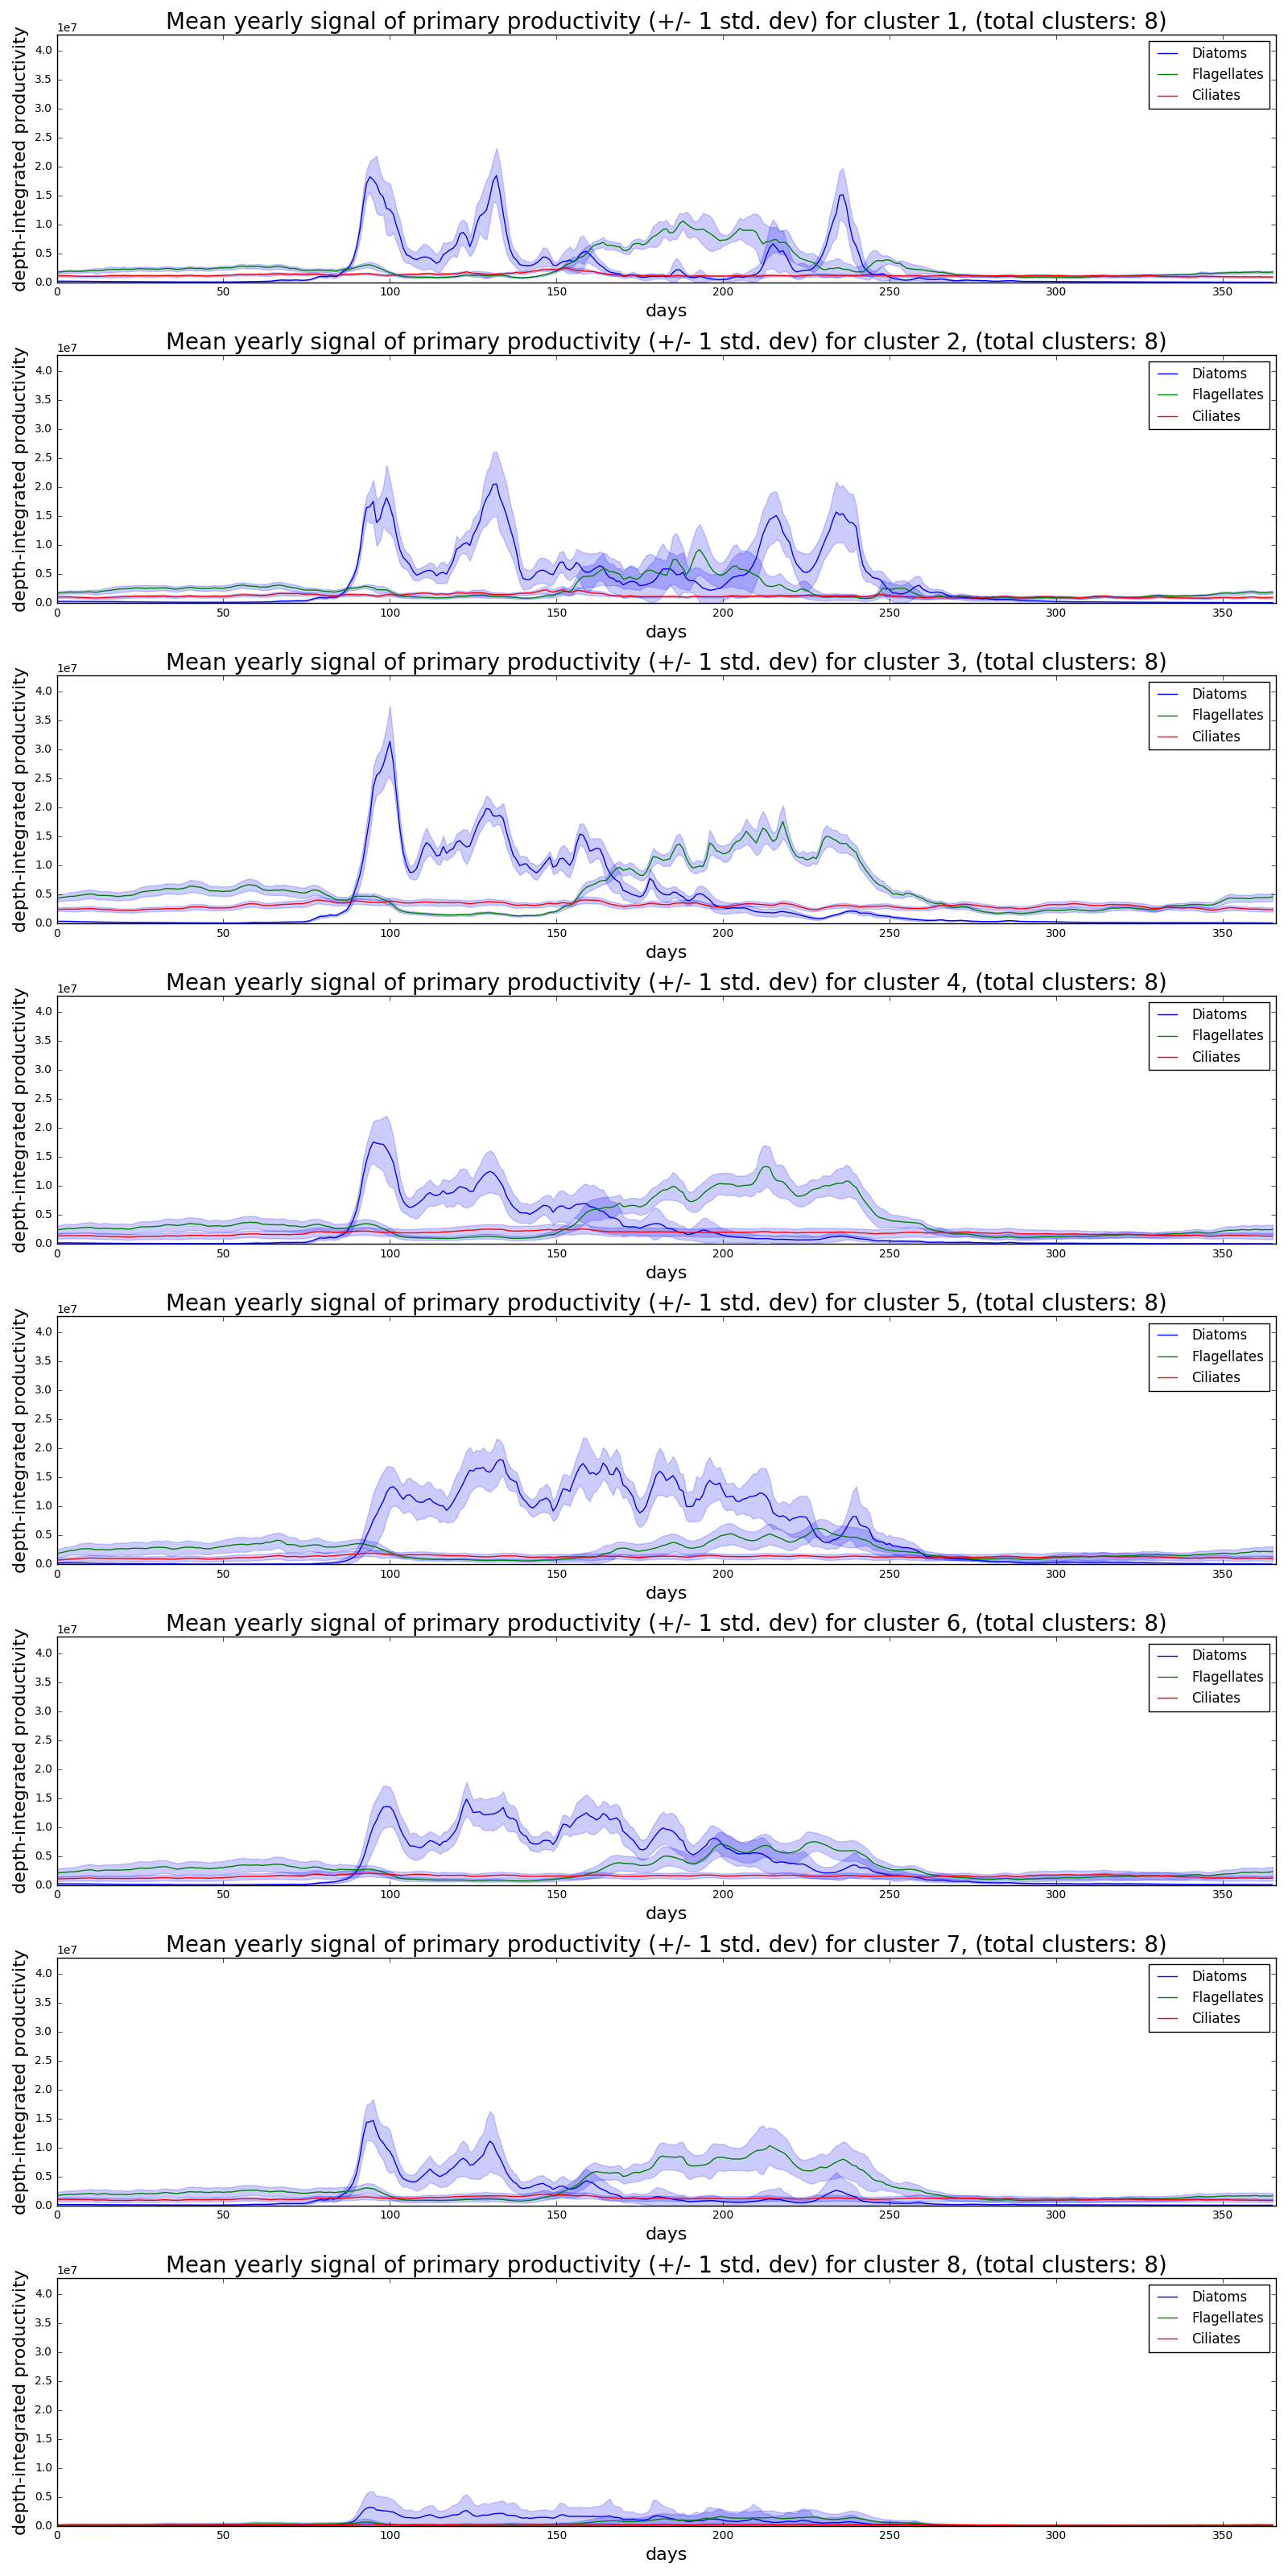 Mean yearly signal of primary productivity (+/- 1 std. dev) for cluster 1, (total clusters: 8)
1e7
depth-integrated productivity
4.0
3.5
3.0
2.5
2.0
1.5
1.0
0.5
0.0
Diatoms
Flagellates
Ciliates
0 50 100 150 200 250 300 350
days
Mean yearly signal of primary productivity (+/- 1 std. dev) for cluster 2, (total clusters: 8)
1e7
depth-integrated productivity
4.0
3.5
3.0
2.5
2.0
1.5
1.0
0.5
0.0
Diatoms
Flagellates
Ciliates
0 50 100 150 200 250 300 350
days
Mean yearly signal of primary productivity (+/- 1 std. dev) for cluster 3, (total clusters: 8)
1e7
depth-integrated productivity
4.0
3.5
3.0
2.5
2.0
1.5
1.0
0.5
0.0
Diatoms
Flagellates
Ciliates
0 50 100 150 200 250 300 350
days
Mean yearly signal of primary productivity (+/- 1 std. dev) for cluster 4, (total clusters: 8)
1e7
depth-integrated productivity
4.0
3.5
3.0
2.5
2.0
1.5
1.0
0.5
0.0
Diatoms
Flagellates
Ciliates
0 50 100 150 200 250 300 350
days
Mean yearly signal of primary productivity (+/- 1 std. dev) for cluster 5, (total clusters: 8)
1e7
depth-integrated productivity
4.0
3.5
3.0
2.5
2.0
1.5
1.0
0.5
0.0
Diatoms
Flagellates
Ciliates
0 50 100 150 200 250 300 350
days
Mean yearly signal of primary productivity (+/- 1 std. dev) for cluster 6, (total clusters: 8)
1e7
depth-integrated productivity
4.0
3.5
3.0
2.5
2.0
1.5
1.0
0.5
0.0
Diatoms
Flagellates
Ciliates
0 50 100 150 200 250 300 350
days
Mean yearly signal of primary productivity (+/- 1 std. dev) for cluster 7, (total clusters: 8)
1e7
depth-integrated productivity
4.0
3.5
3.0
2.5
2.0
1.5
1.0
0.5
0.0
Diatoms
Flagellates
Ciliates
0 50 100 150 200 250 300 350
days
Mean yearly signal of primary productivity (+/- 1 std. dev) for cluster 8, (total clusters: 8)
1e7
depth-integrated productivity
4.0
3.5
3.0
2.5
2.0
1.5
1.0
0.5
0.0
Diatoms
Flagellates
Ciliates
0 50 100 150 200 250 300 350
days